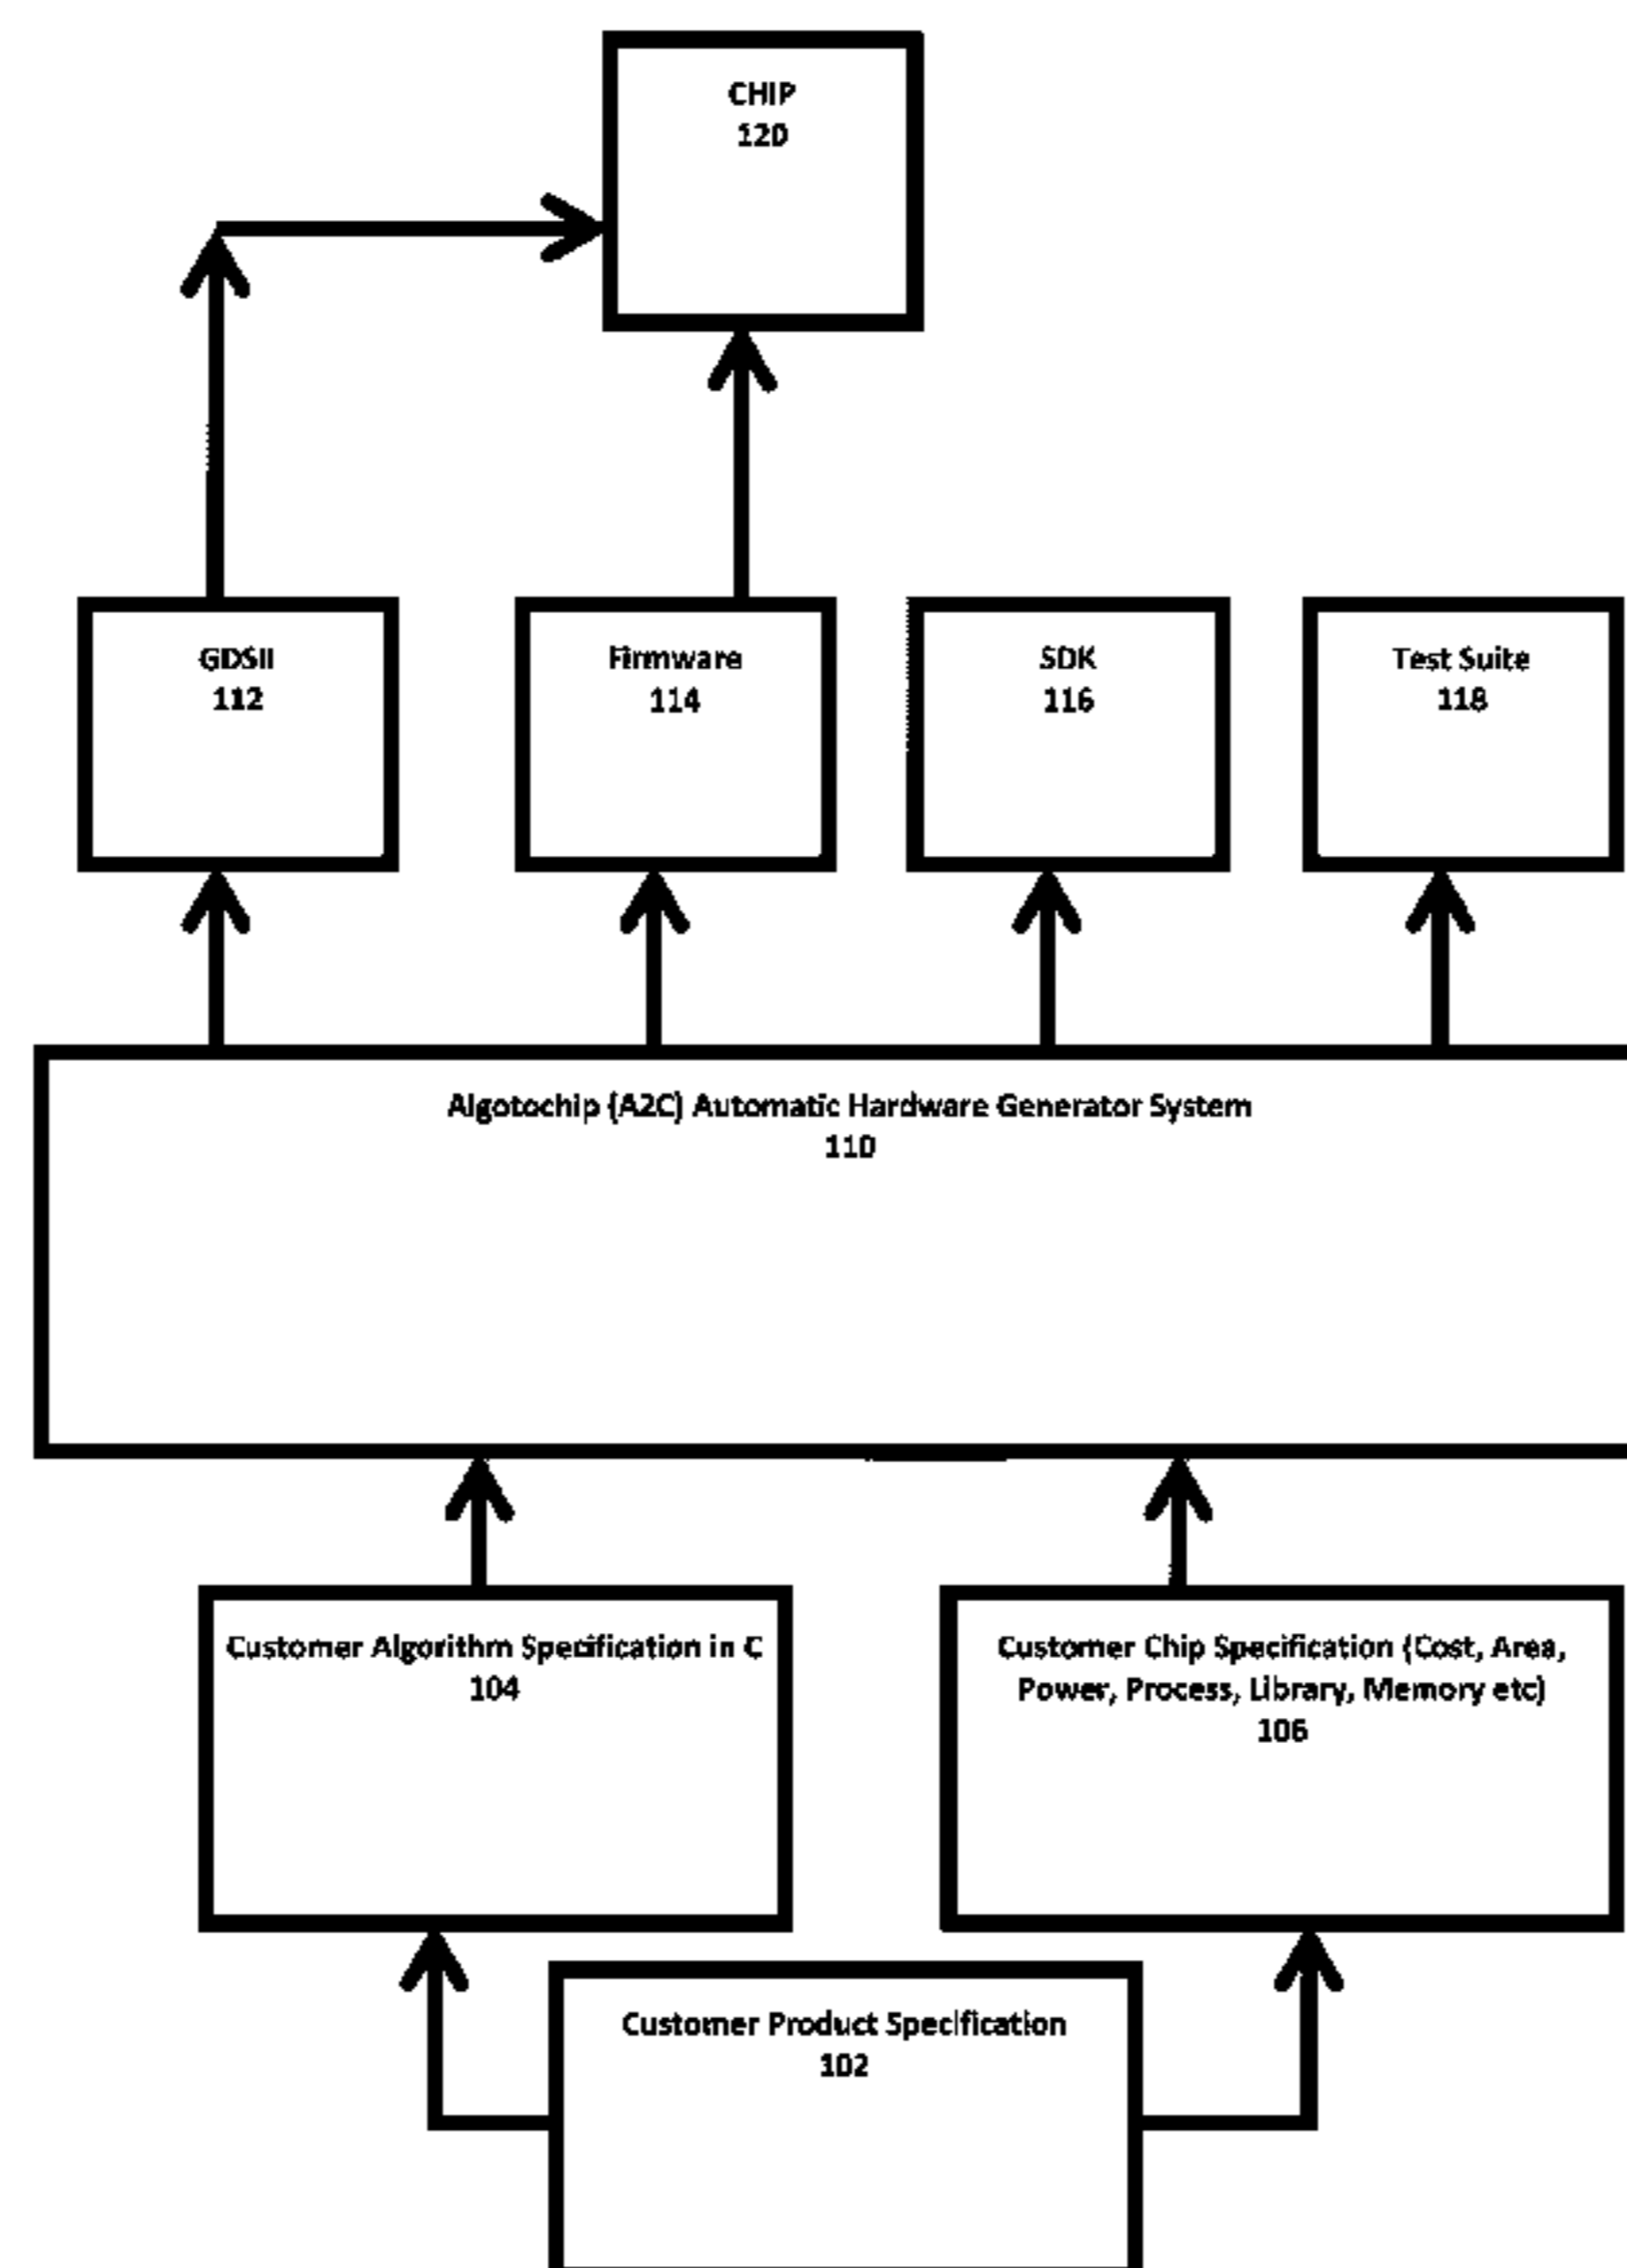 CHIP
120
GDSII
112
Firmware
114
SDK
116
Test Suite
118
Algotochip (A2C) Automatic Hardware Generator System
110
Customer Algorithm Specification in C
104
Customer Chip Specification (Cost, Area,
Power, Process, Library, Memory etc)
106
Customer Product Specification
102